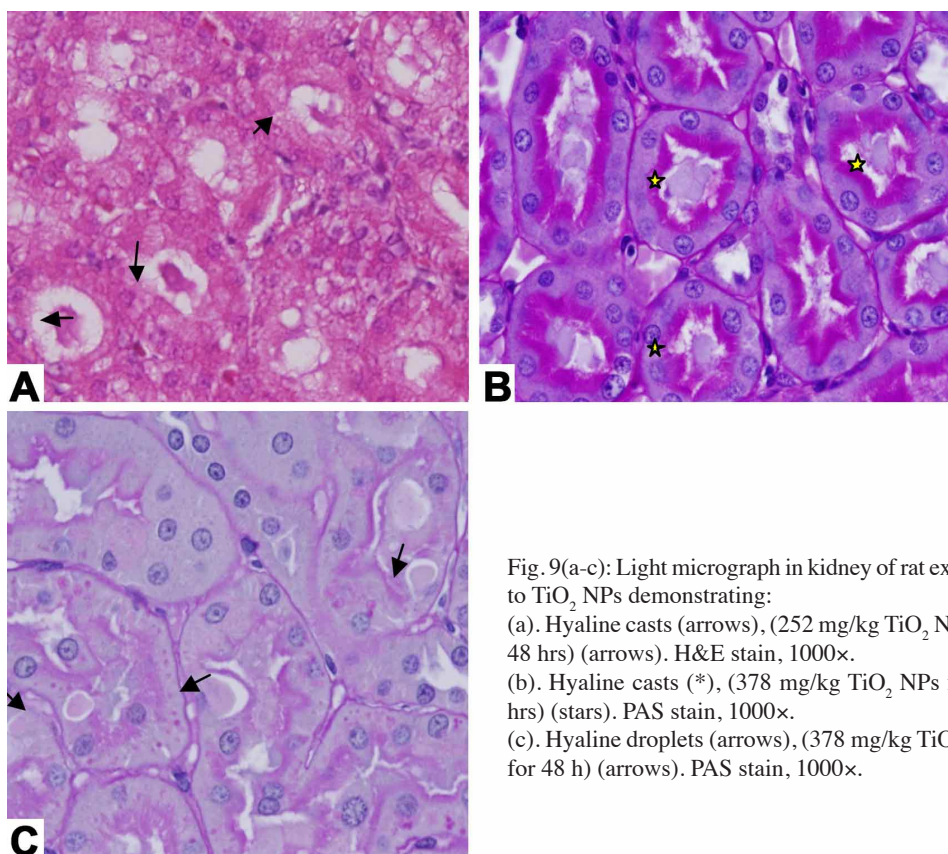 A
B
C
Fig. 9(a-c): Light micrograph in kidney of rat ex
to TiO₂ NPs demonstrating:
(a). Hyaline casts (arrows), (252 mg/kg TiO₂ N
48 hrs) (arrows). H&E stain, 1000×.
(b). Hyaline casts (*), (378 mg/kg TiO₂ NPs
hrs) (stars). PAS stain, 1000×.
(c). Hyaline droplets (arrows), (378 mg/kg TiO
for 48 h) (arrows). PAS stain, 1000×.